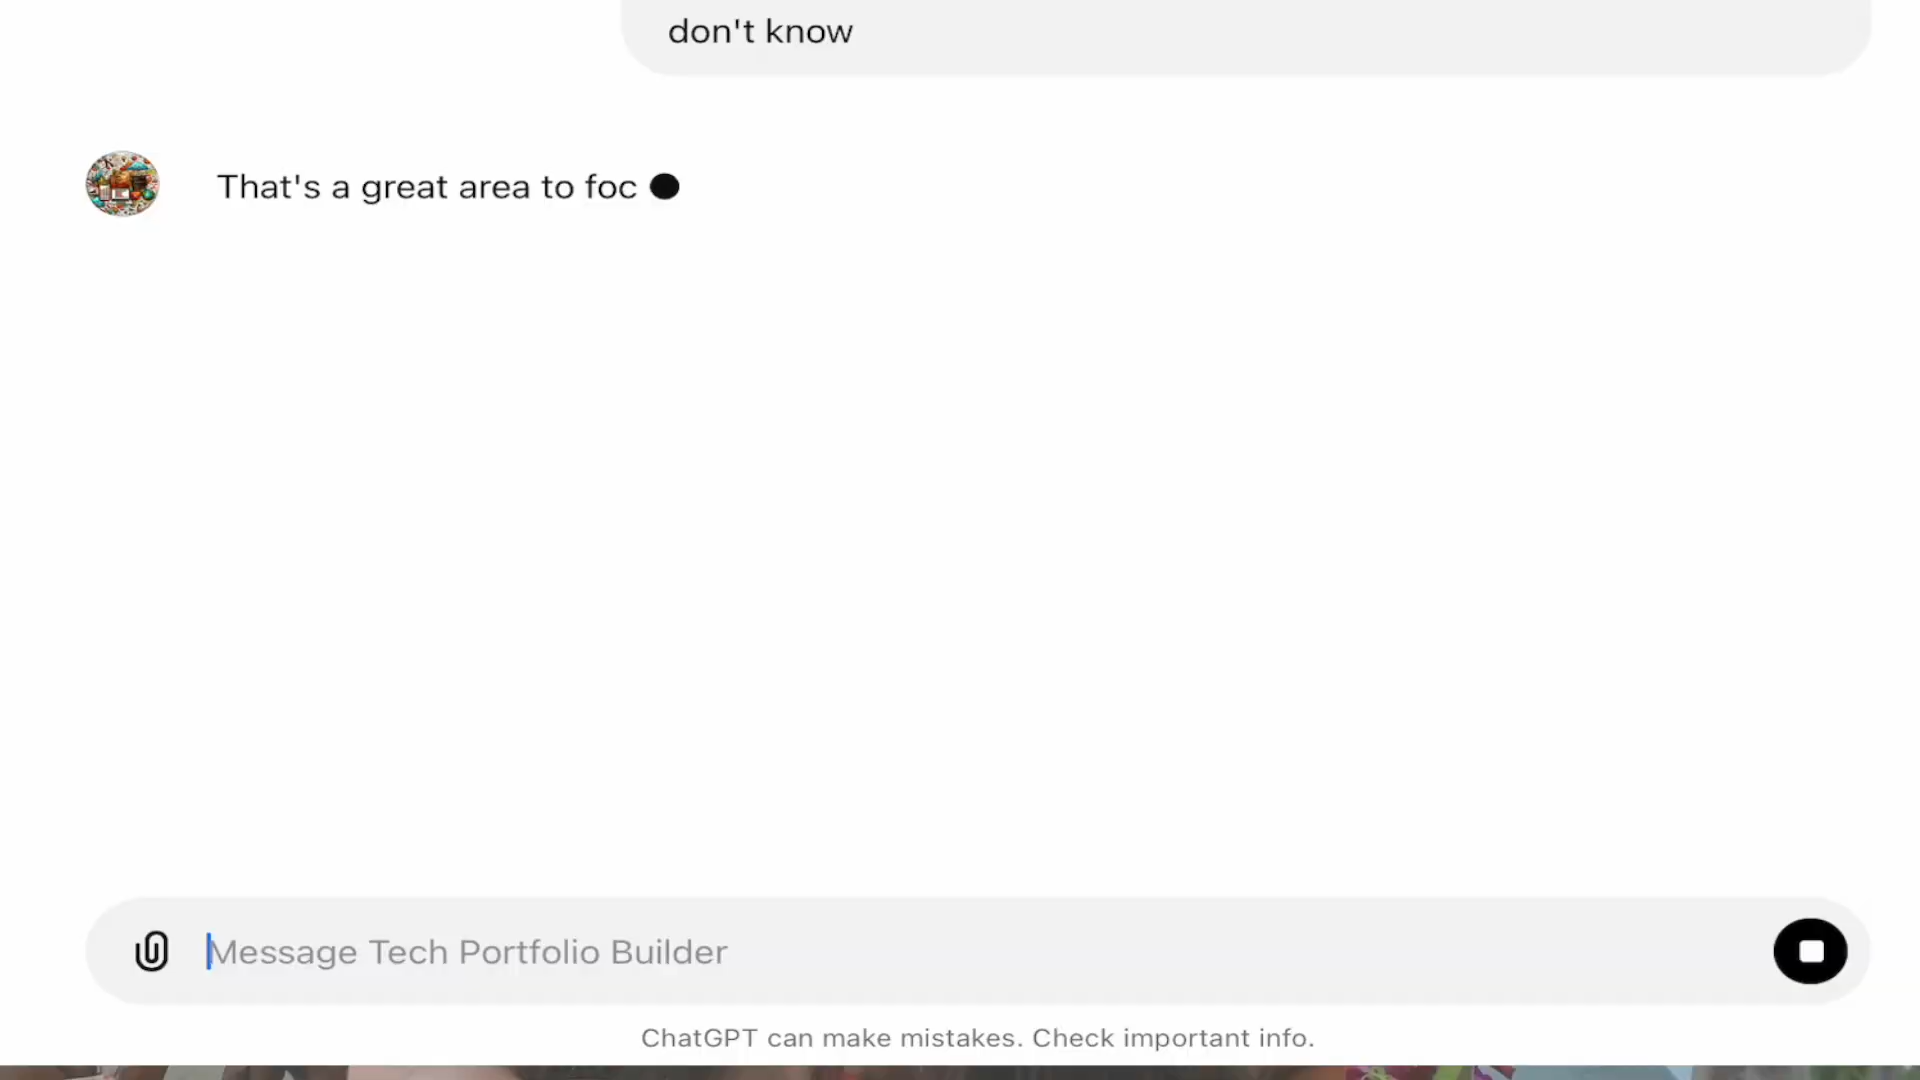 don't know
That's a great area to foc
Message Tech Portfolio Builder
ChatGPT can make mistakes. Check important info.